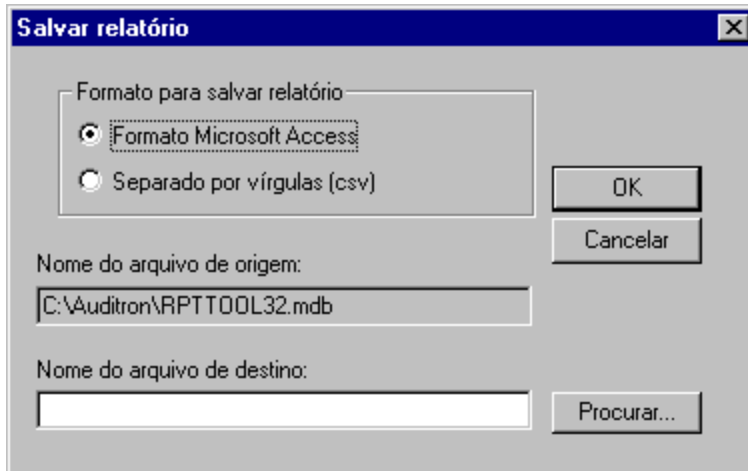 Salvar relatório
Formato para salvar relatório
Formato Microsoft Access
Separado por vírgulas (csv)
OK
Cancelar
Nome do arquivo de origem:
C:\Auditron\RPTTOOL32.mdb
Nome do arquivo de destino:
Procurar...